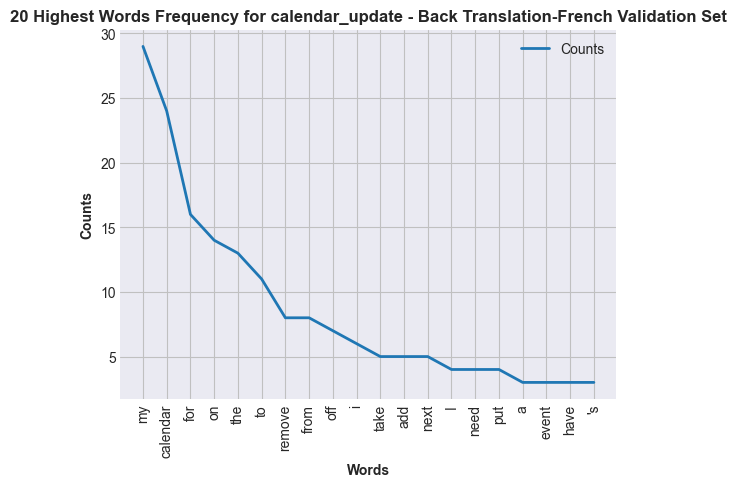 20 Highest Words Frequency for calendar_update - Back Translation-French Validation Set
Counts
Counts
30
25
20
15
10
5
my
calendar
for
on
the
to
remove
from
off
i
take
add
next
I
need
put
a
event
have
's
Words